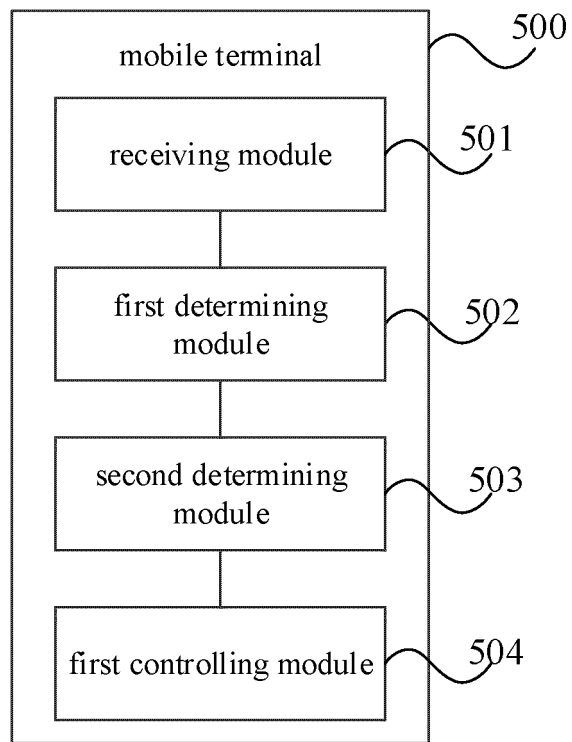 mobile terminal
500
receiving module
501
first determining
module
502
second determining
module
503
first controlling module
504